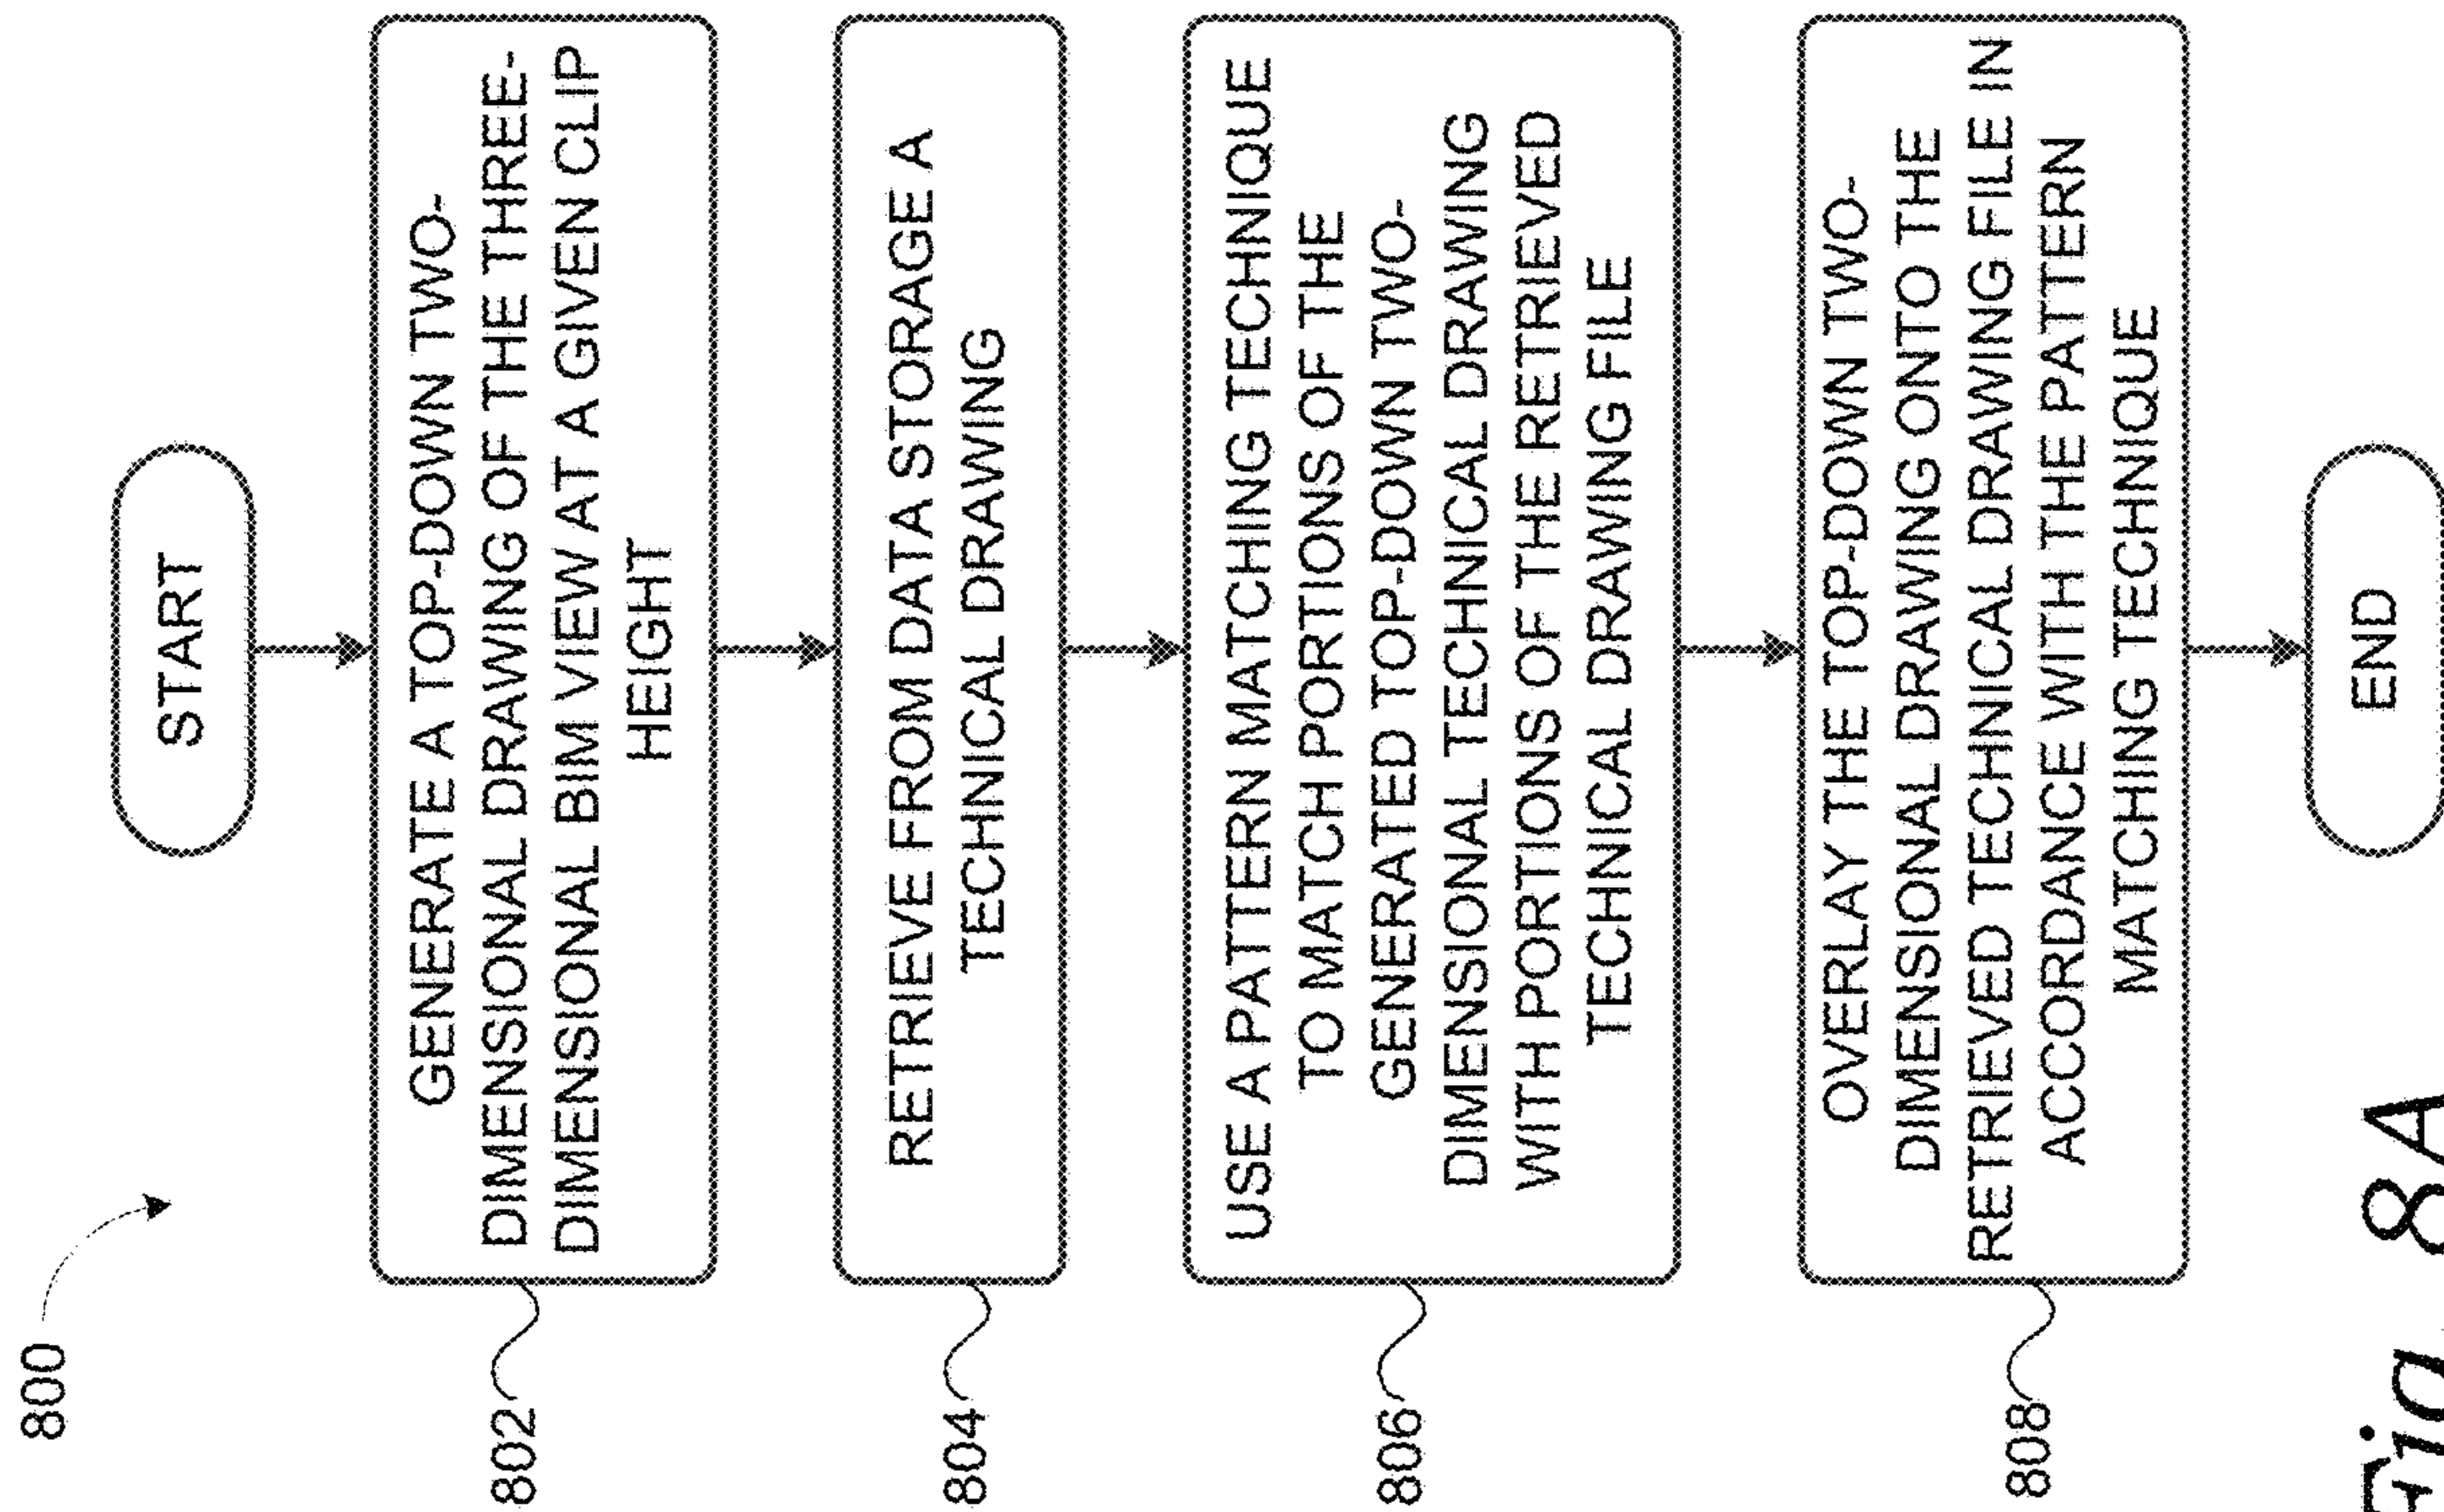 800
START
802
GENERATE A TOP-DOWN TWO-
DIMENSIONAL DRAWING OF THE THREE-
DIMENSIONAL BIM VIEW AT A GIVEN CLIP
HEIGHT
804
RETRIEVE FROM DATA STORAGE A
TECHNICAL DRAWING
806
USE A PATTERN MATCHING TECHNIQUE
TO MATCH PORTIONS OF THE
GENERATED TOP-DOWN TWO-
DIMENSIONAL TECHNICAL DRAWING
WITH PORTIONS OF THE RETRIEVED
TECHNICAL DRAWING FILE
808
OVERLAY THE TOP-DOWN TWO-
DIMENSIONAL DRAWING ONTO THE
RETRIEVED TECHNICAL DRAWING FILE IN
ACCORDANCE WITH THE PATTERN
MATCHING TECHNIQUE
END
Fig. 8A